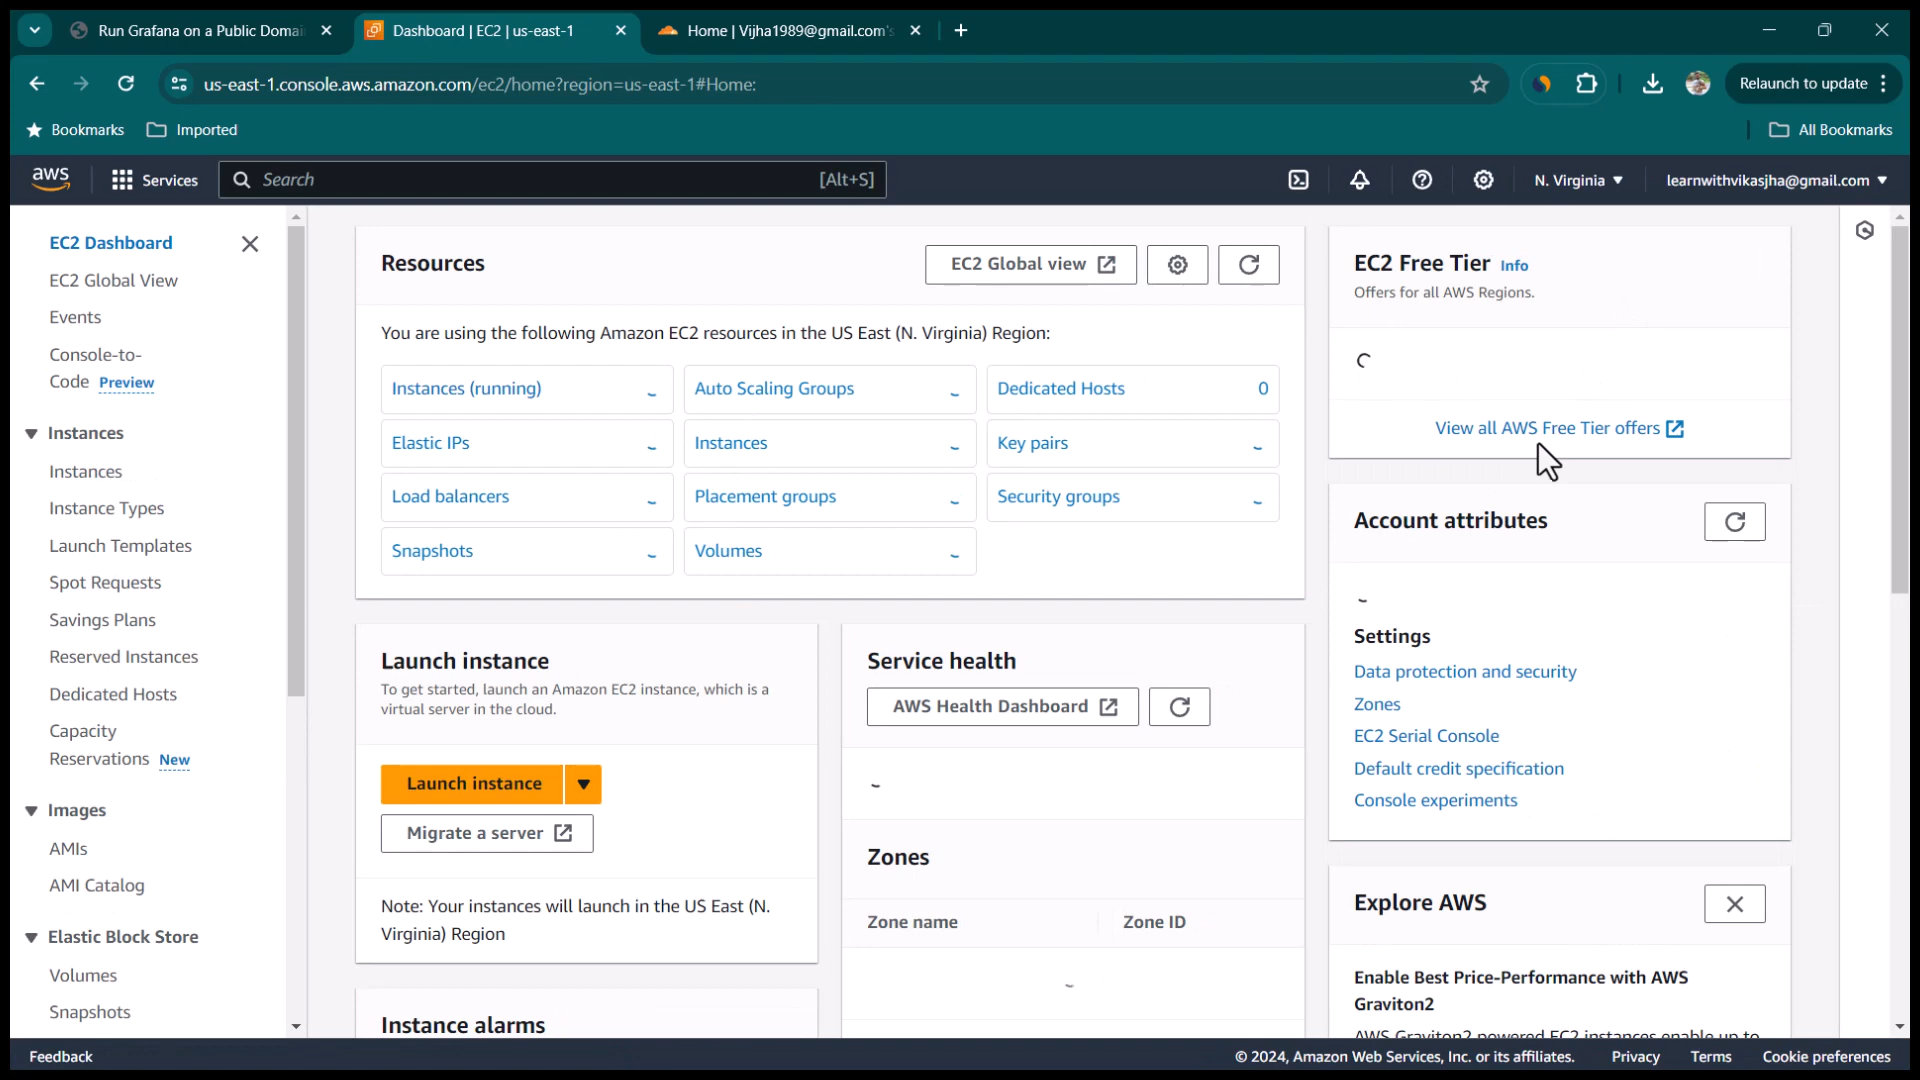 Run Grafana on a Public Domai
Dashboard | EC2 | us-east-1
Home | Vijha1989@gmail.com's
us-east-1.console.aws.amazon.com/ec2/home?region=us-east-1#Home:
Relaunch to update
Bookmarks
Imported
All Bookmarks
aws
Services
Search
[Alt+S]
N. Virginia
learnwithvikasjha@gmail.com
EC2 Dashboard
EC2 Global View
Events
Console-to-
Code Preview
Instances
Instances
Instance Types
Launch Templates
Spot Requests
Savings Plans
Reserved Instances
Dedicated Hosts
Capacity
Reservations New
Images
AMIs
AMI Catalog
Elastic Block Store
Volumes
Snapshots
Resources
EC2 Global view
You are using the following Amazon EC2 resources in the US East (N. Virginia) Region:
Instances (running)
Auto Scaling Groups
Dedicated Hosts 0
Elastic IPs
Instances
Key pairs
Load balancers
Placement groups
Security groups
Snapshots
Volumes
Launch instance
To get started, launch an Amazon EC2 instance, which is a
virtual server in the cloud.
Launch instance
Migrate a server
Note: Your instances will launch in the US East (N.
Virginia) Region
Instance alarms
Service health
AWS Health Dashboard
Zones
Zone name
Zone ID
EC2 Free Tier Info
Offers for all AWS Regions.
View all AWS Free Tier offers
Account attributes
Settings
Data protection and security
Zones
EC2 Serial Console
Default credit specification
Console experiments
Explore AWS
Enable Best Price-Performance with AWS
Graviton2
AWS Graviton2 powered EC2 instances enable up to
Feedback
© 2024, Amazon Web Services, Inc. or its affiliates.
Privacy
Terms
Cookie preferences